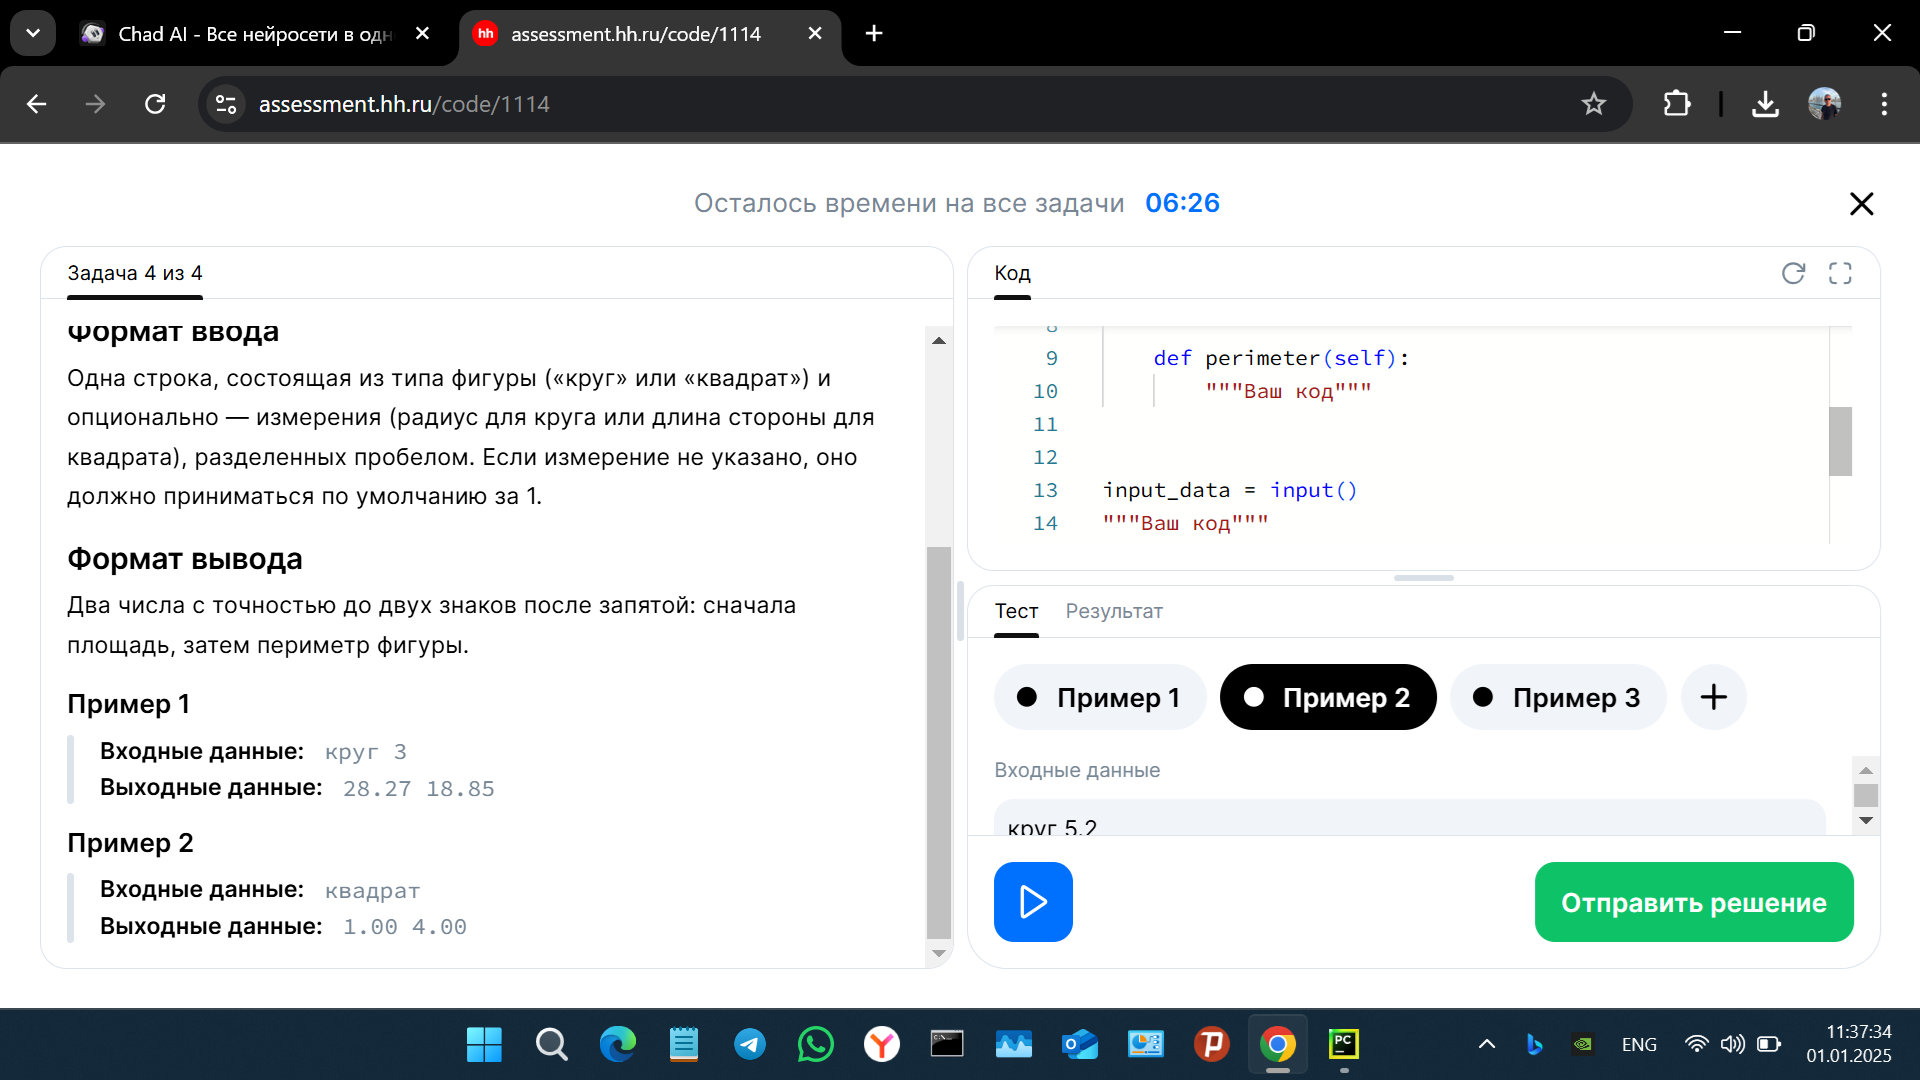 Chad AI - Все нейросети в одн
assessment.hh.ru/code/1114
assessment.hh.ru/code/1114
Осталось времени на все задачи 06:26
Задача 4 из 4
Формат ввода
Одна строка, состоящая из типа фигуры («круг» или «квадрат») и
опционально — измерения (радиус для круга или длина стороны для
квадрата), разделенных пробелом. Если измерение не указано, оно
должно приниматься по умолчанию за 1.
Формат вывода
Два числа с точностью до двух знаков после запятой: сначала
площадь, затем периметр фигуры.
Пример 1
Входные данные: круг 3
Выходные данные: 28.27 18.85
Пример 2
Входные данные: квадрат
Выходные данные: 1.00 4.00
Код
8
9 def perimeter(self):
10 """Ваш код"""
11
12
13 input_data = input()
14 """Ваш код"""
Тест Результат
Пример 1 Пример 2 Пример 3
Входные данные
круг 5.2
Отправить решение
ENG
11:37:34
01.01.2025